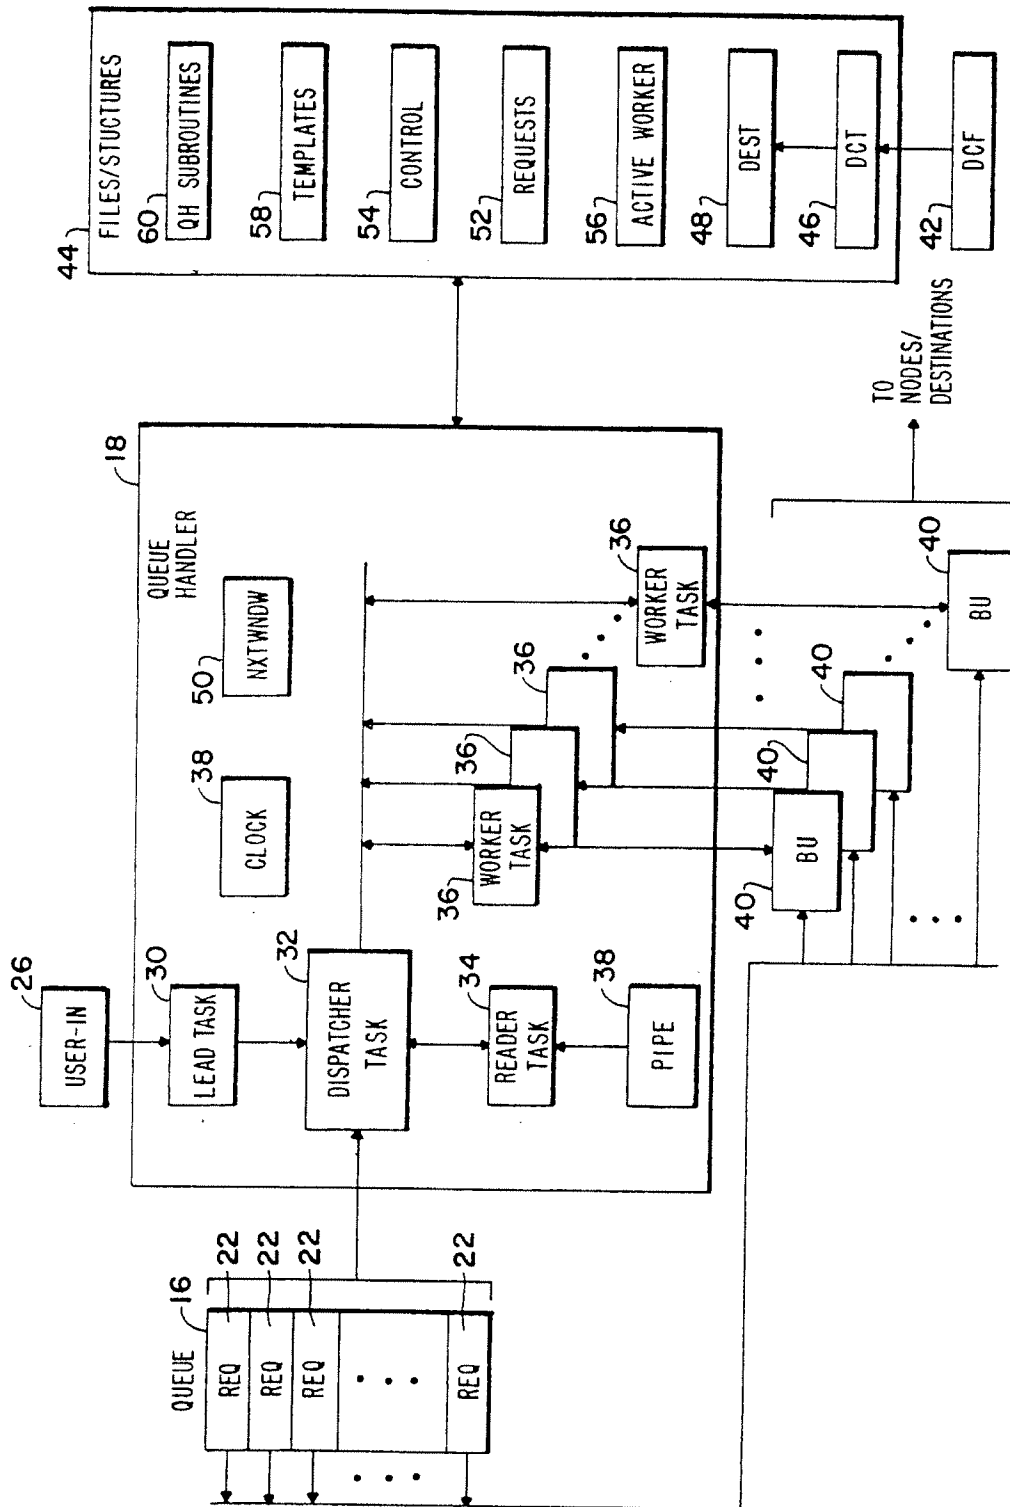 QUEUE
16
REQ
22
REQ
22
REQ
22
REQ
22
USER-IN
26
QUEUE
HANDLER
18
LEAD TASK
30
DISPATCHER
TASK
32
READER
TASK
34
PIPE
38
CLOCK
38
NXTWNDW
50
WORKER
TASK
36
36
36
WORKER
TASK
36
BU
40
40
40
BU
40
TO
NODES/
DESTINATIONS
44
FILES/STUCTURES
60
QH SUBROUTINES
58
TEMPLATES
54
CONTROL
52
REQUESTS
56
ACTIVE WORKER
48
DEST
46
DCT
42
DCF